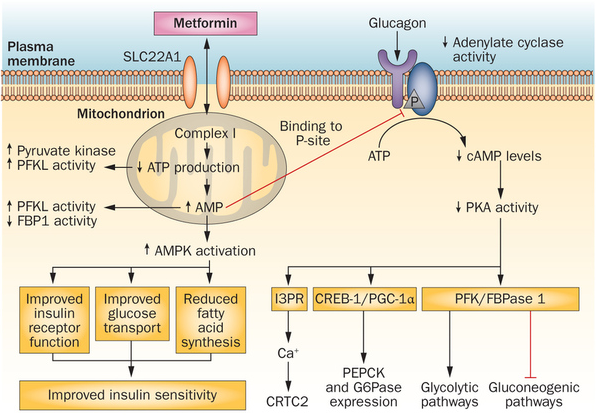 Metformin
Glucagon
Plasma
membrane
SLC22A1
↓ Adenylate cyclase
activity
P
Mitochondrion
Complex I
Binding to
P-site
↑ Pyruvate kinase
↑ PFKL activity
↓ ATP production
ATP
↓ cAMP levels
↑ PFKL activity
↓ FBP1 activity
↑ AMP
↓ PKA activity
↑ AMPK activation
Improved
insulin
receptor
function
Improved
glucose
transport
Reduced
fatty
acid
synthesis
I3PR
CREB-1/PGC-1α
PFK/FBPase 1
Ca⁺
CRTC2
PEPCK
and G6Pase
expression
Glycolytic
pathways
Gluconeogenic
pathways
Improved insulin sensitivity